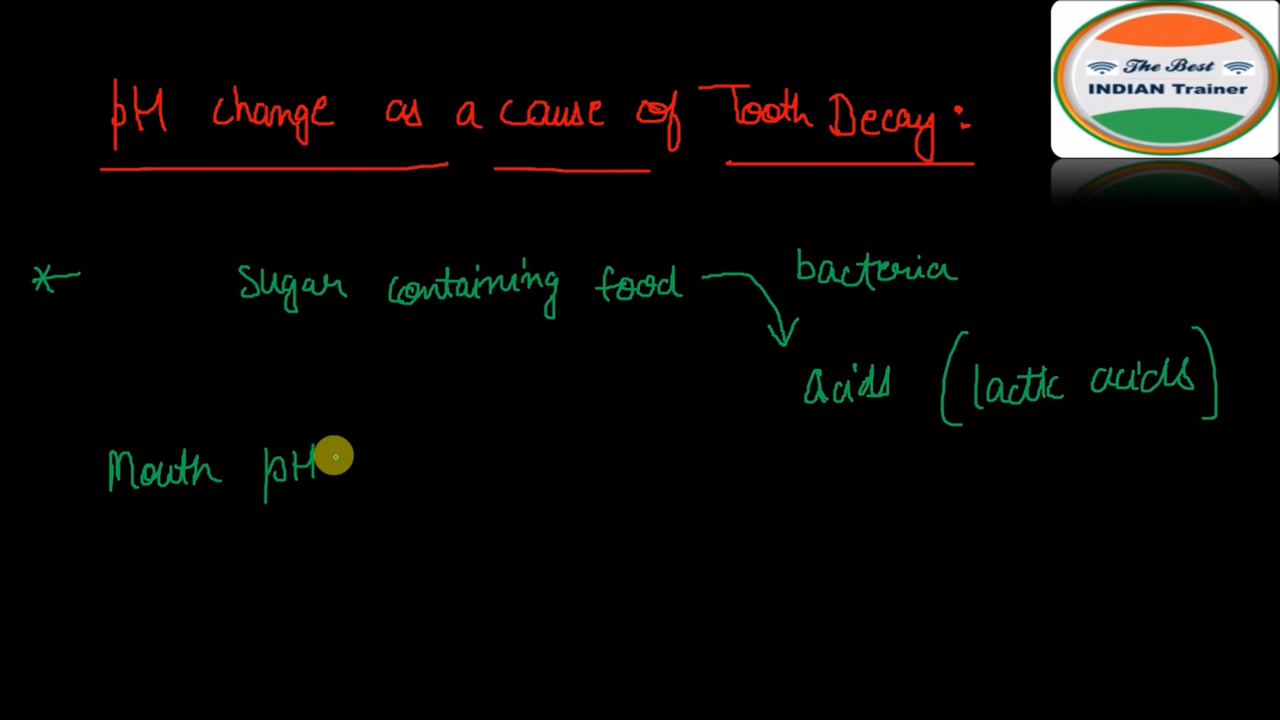 pH change as a cause of Tooth Decay:
* Sugar containing food bacteria
acids (lactic acids)
Mouth pH
The Best
INDIAN Trainer